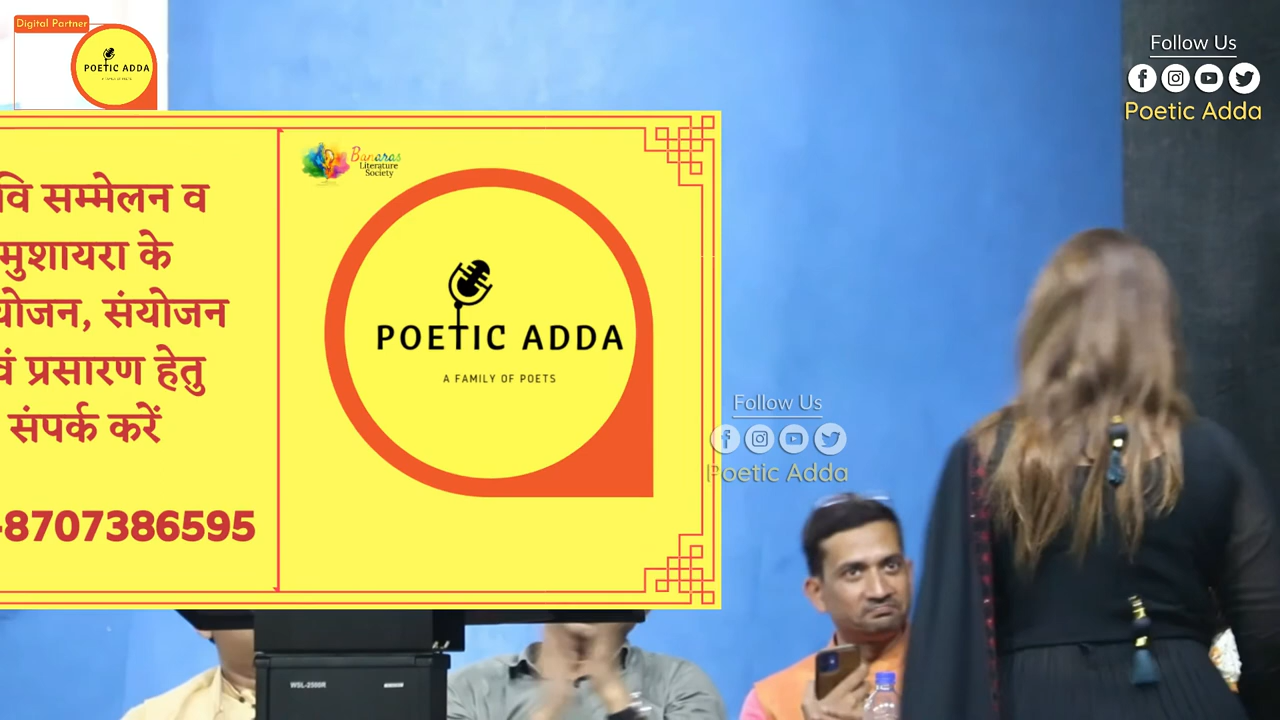 Digital Partner
POETIC ADDA
Follow Us
Poetic Adda
Banaras
Literature
Society
वि सम्मेलन व
मुशायरा के
योजन, संयोजन
वं प्रसारण हेतु
संपर्क करें
-8707386595
POETIC ADDA
A FAMILY OF POETS
Follow Us
Poetic Adda
WSL-2500R